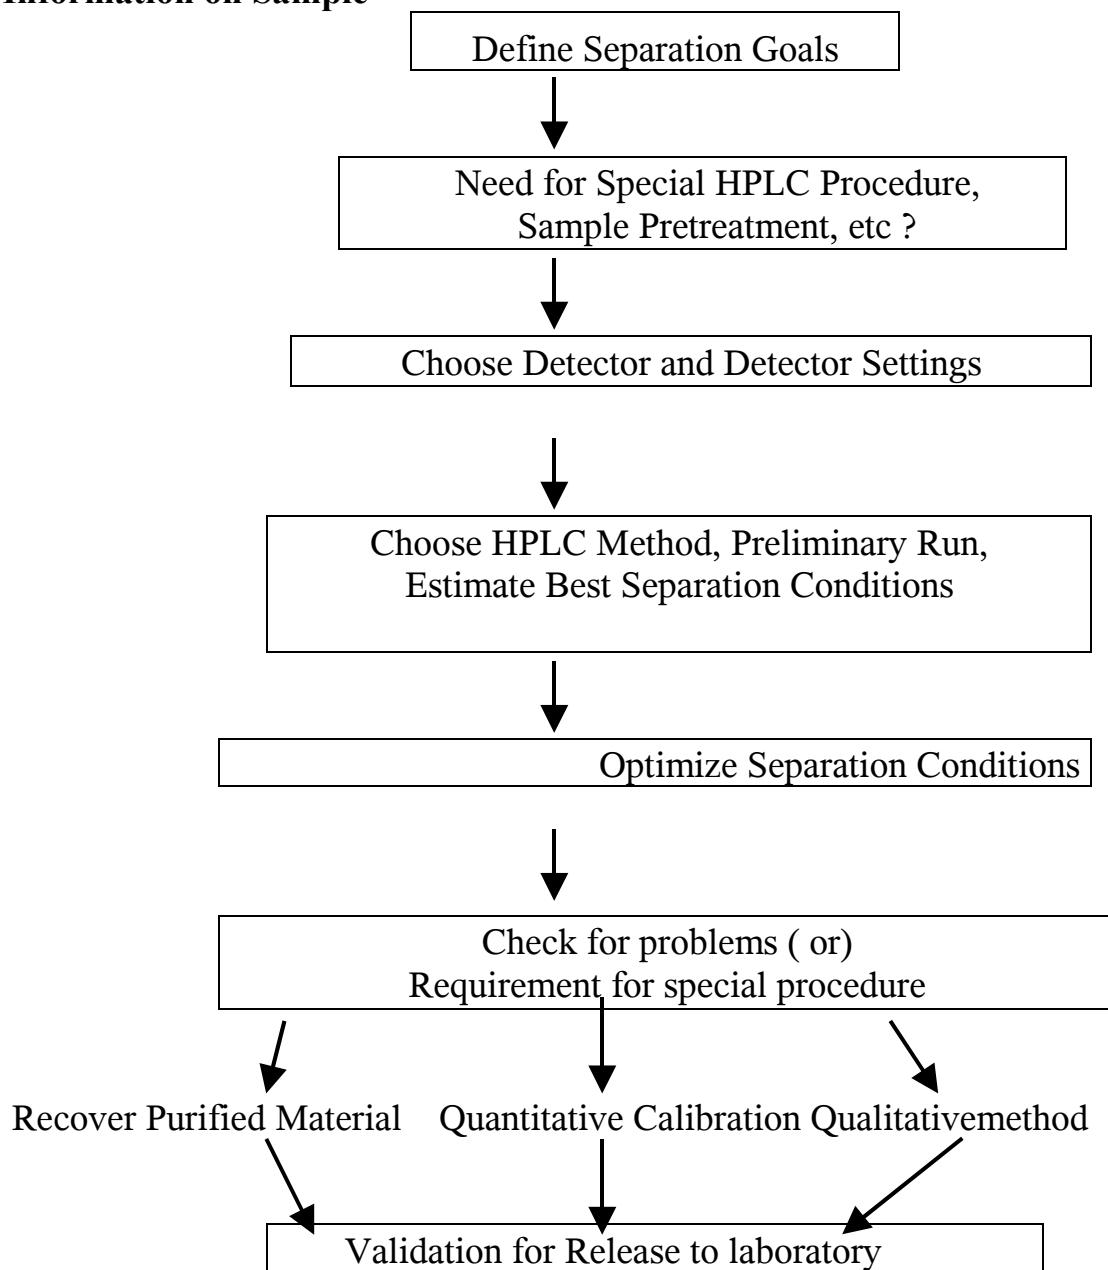 Information on Sample
Define Separation Goals
Need for Special HPLC Procedure,
Sample Pretreatment, etc ?
Choose Detector and Detector Settings
Choose HPLC Method, Preliminary Run,
Estimate Best Separation Conditions
Optimize Separation Conditions
Check for problems ( or)
Requirement for special procedure
Recover Purified Material Quantitative Calibration Qualitativemethod
Validation for Release to laboratory